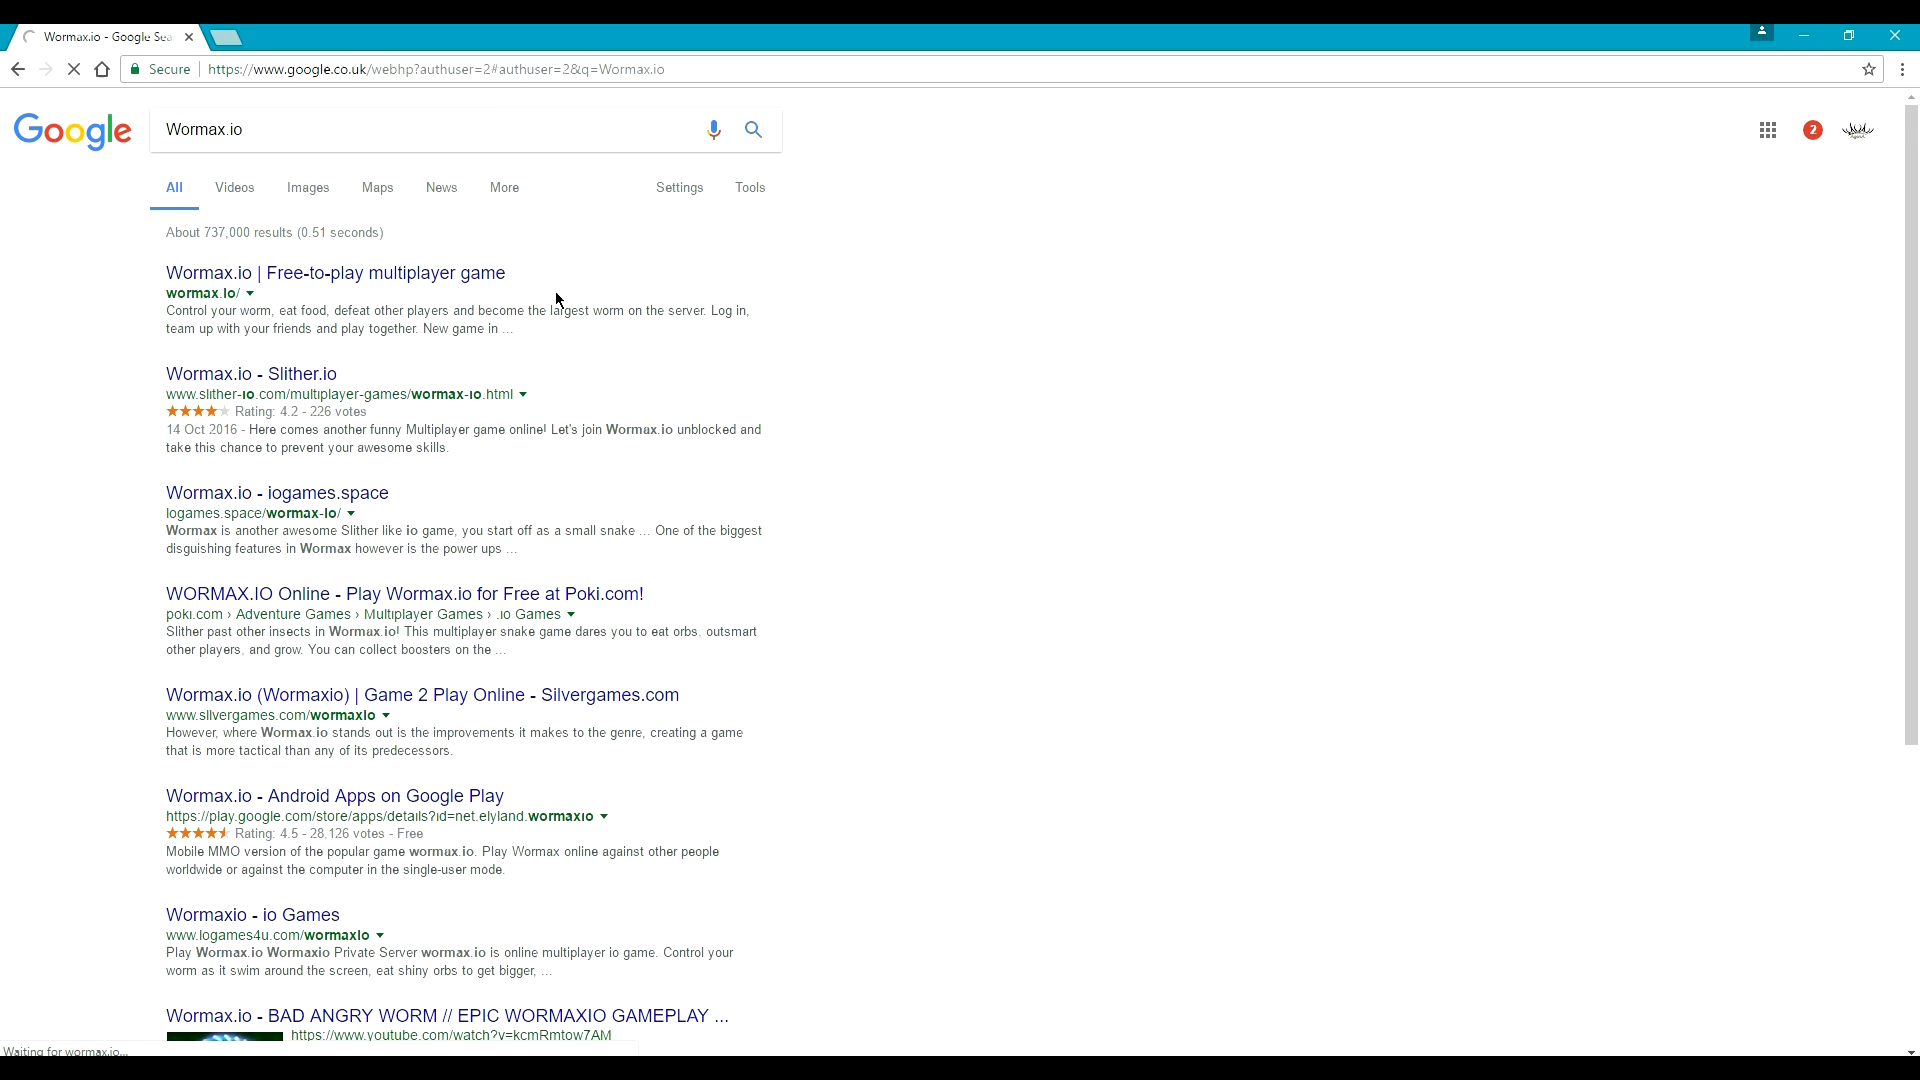 Wormax.io - Google Sea
Secure
https://www.google.co.uk/webhp?authuser=2#authuser=2&q=Wormax.io
Google
Wormax.io
2
All Videos Images Maps News More Settings Tools
About 737,000 results (0.51 seconds)
Wormax.io | Free-to-play multiplayer game
wormax.io/
Control your worm, eat food, defeat other players and become the largest worm on the server. Log in,
team up with your friends and play together. New game in ...
Wormax.io - Slither.io
www.slither-io.com/multiplayer-games/wormax-io.html
Rating: 4.2 - 226 votes
14 Oct 2016 - Here comes another funny Multiplayer game online! Let's join Wormax.io unblocked and
take this chance to prevent your awesome skills.
Wormax.io - iogames.space
iogames.space/wormax-io/
Wormax is another awesome Slither like io game, you start off as a small snake ... One of the biggest
disguishing features in Wormax however is the power ups ...
WORMAX.IO Online - Play Wormax.io for Free at Poki.com!
poki.com › Adventure Games › Multiplayer Games › .io Games
Slither past other insects in Wormax.io! This multiplayer snake game dares you to eat orbs, outsmart
other players, and grow. You can collect boosters on the ...
Wormax.io (Wormaxio) | Game 2 Play Online - Silvergames.com
www.silvergames.com/wormaxio
However, where Wormax.io stands out is the improvements it makes to the genre, creating a game
that is more tactical than any of its predecessors.
Wormax.io - Android Apps on Google Play
https://play.google.com/store/apps/details?id=net.elyland.wormaxio
Rating: 4.5 - 28,126 votes - Free
Mobile MMO version of the popular game wormax.io. Play Wormax online against other people
worldwide or against the computer in the single-user mode.
Wormaxio - io Games
www.iogames4u.com/wormaxio
Play Wormax.io Wormaxio Private Server wormax.io is online multiplayer io game. Control your
worm as it swim around the screen, eat shiny orbs to get bigger, ...
Wormax.io - BAD ANGRY WORM // EPIC WORMAXIO GAMEPLAY ...
https://www.youtube.com/watch?v=kcmRmtow7AM
Waiting for wormax.io...